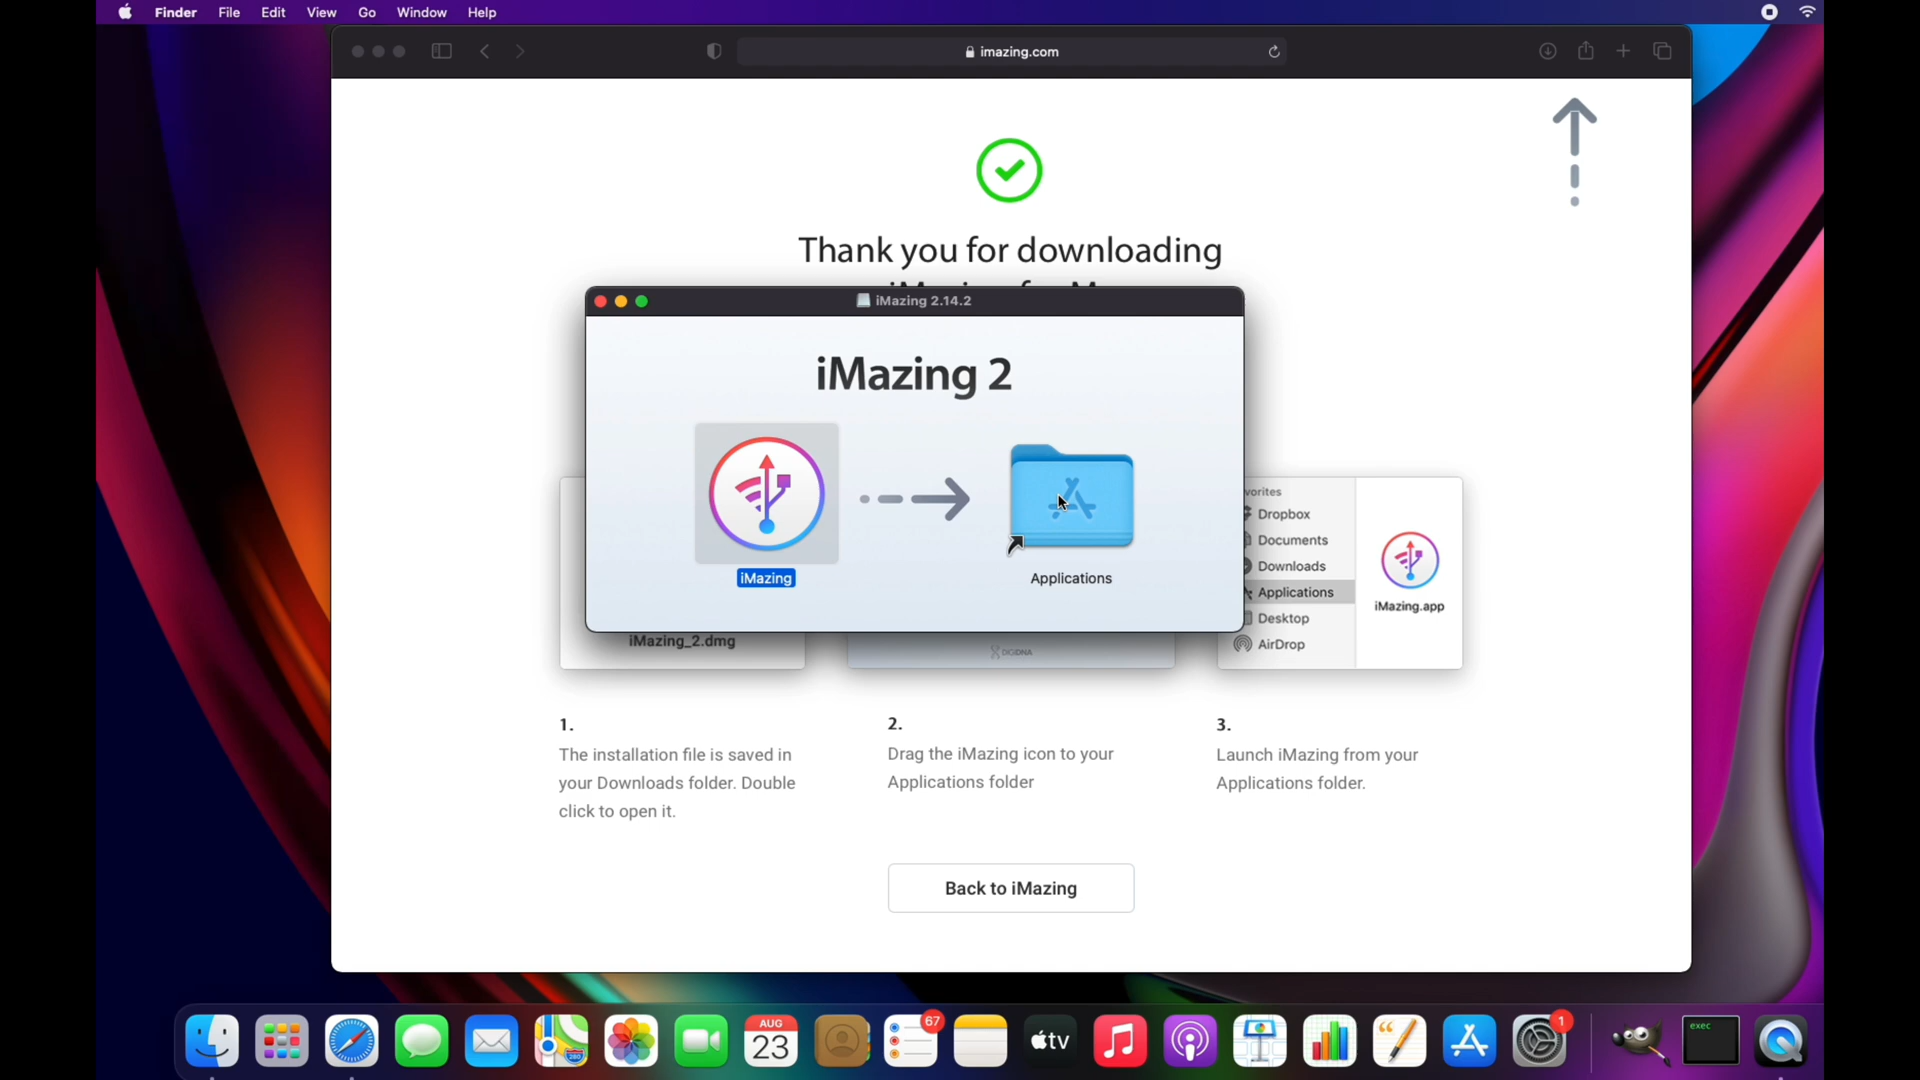 Finder File Edit View Go Window Help
imazing.com
Thank you for downloading
iMazing 2.14.2
iMazing 2
iMazing
Applications
iMazing_2.dmg
DIGIDNA
Dropbox
Documents
Downloads
Applications
Desktop
AirDrop
iMazing.app
1.
The installation file is saved in
your Downloads folder. Double
click to open it.
2.
Drag the iMazing icon to your
Applications folder
3.
Launch iMazing from your
Applications folder.
Back to iMazing
280
AUG
23
67
tv
1
exec